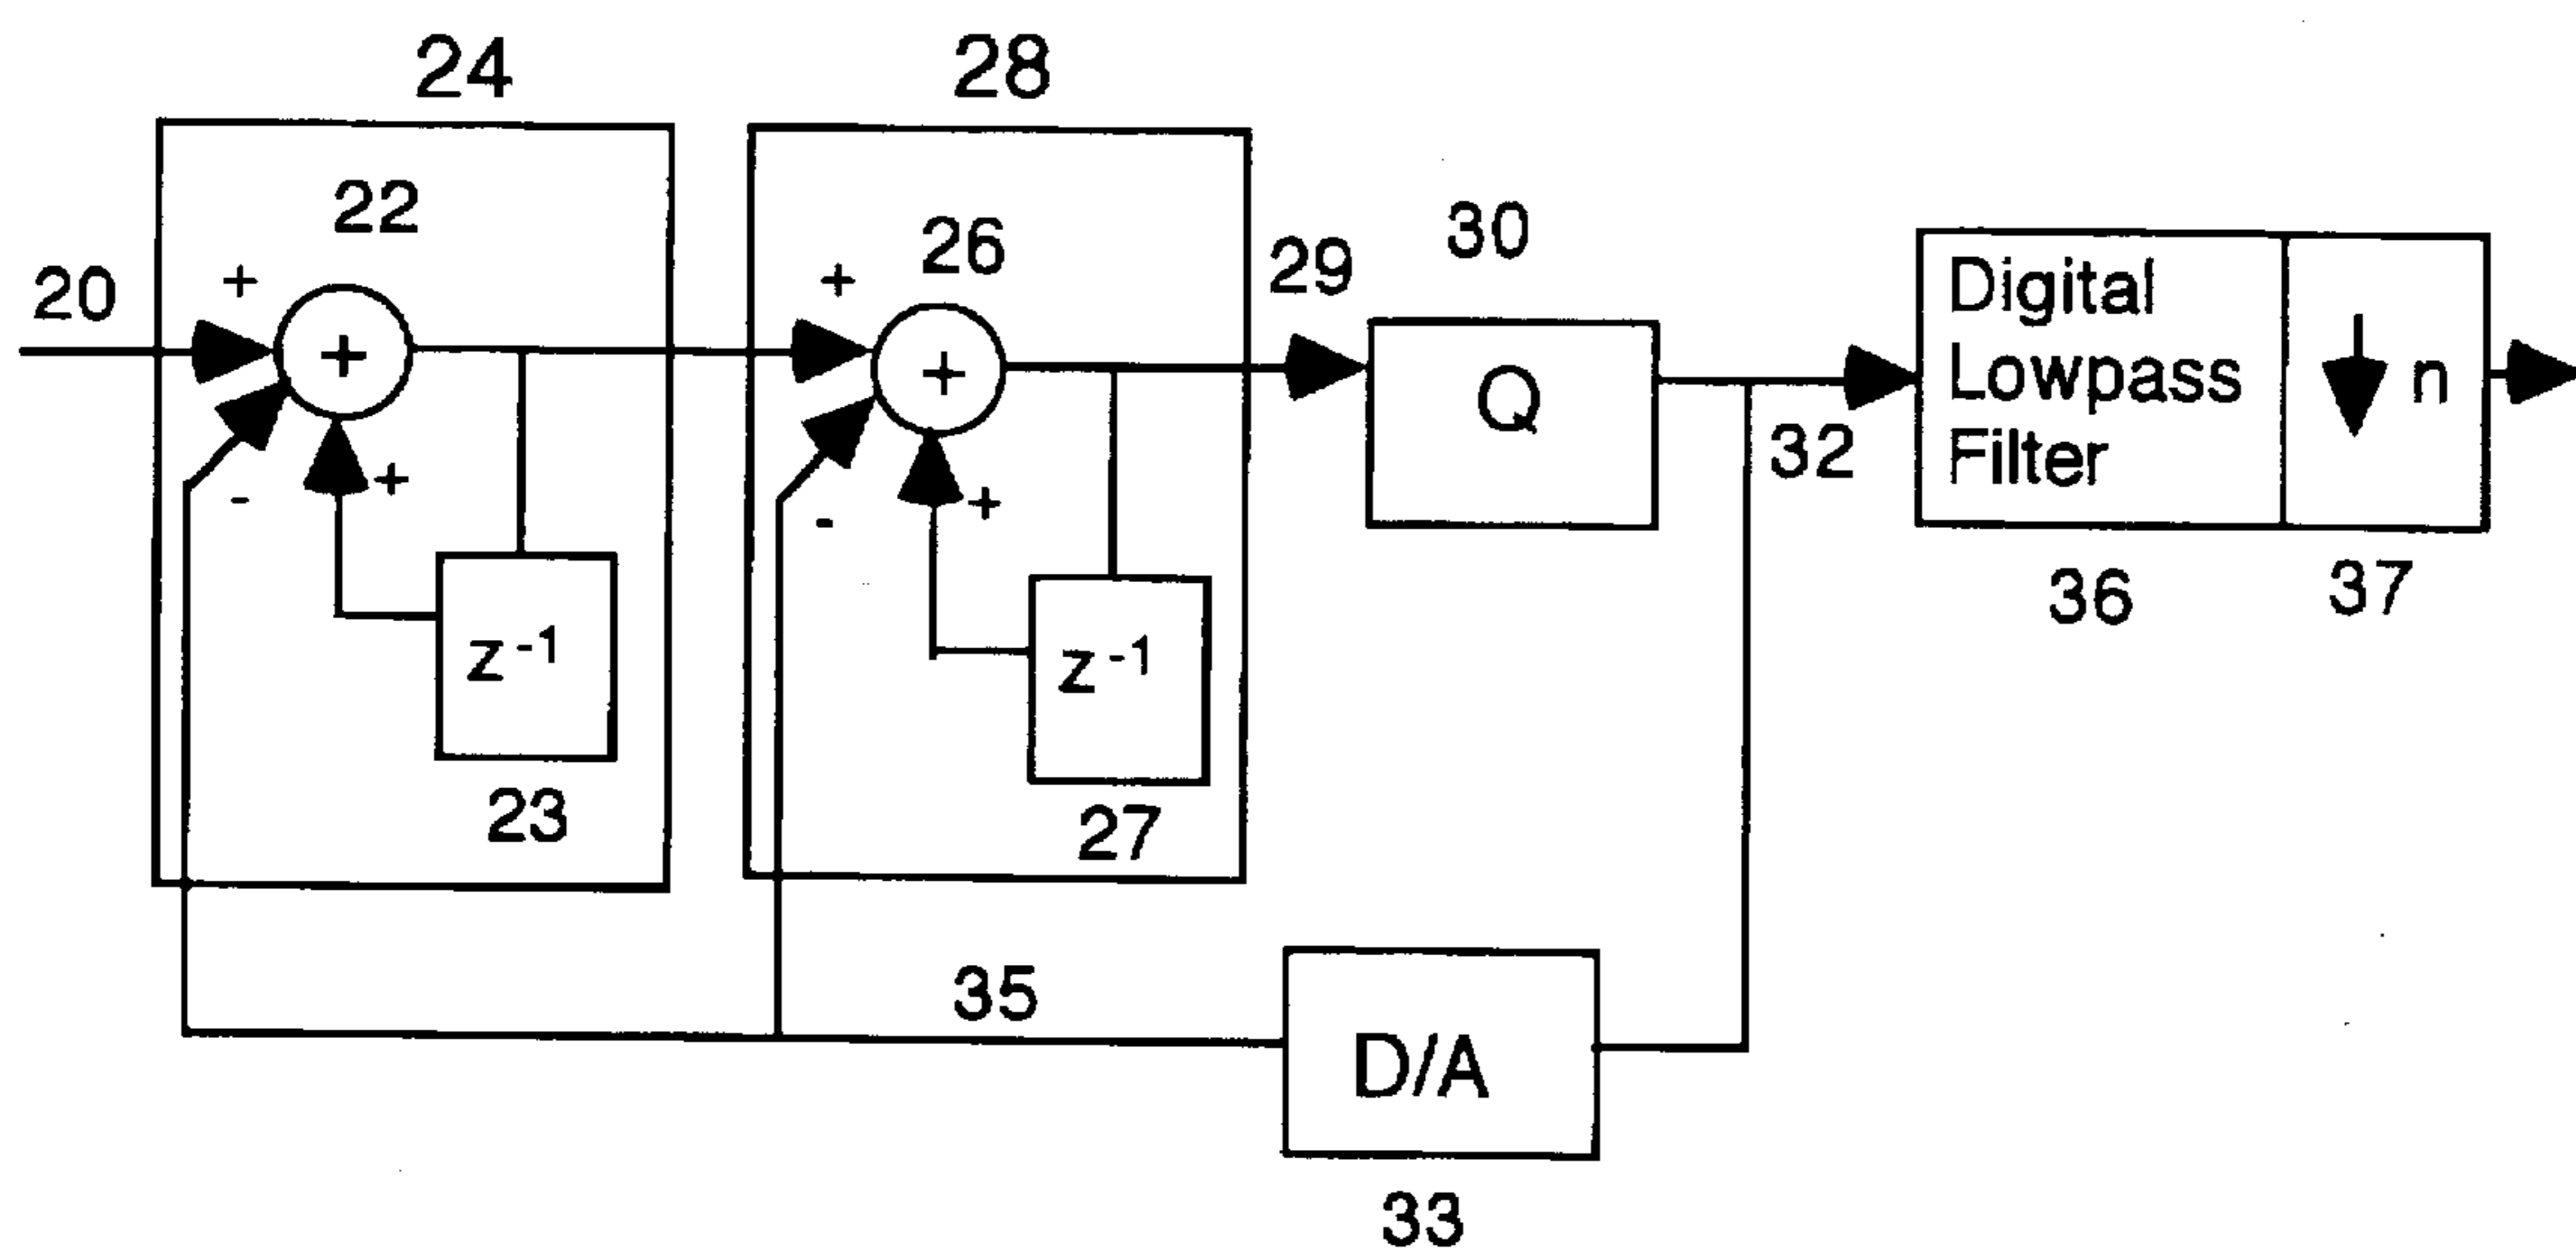 24
28
22
26
20
+
+
29
30
+
+
Q
Digital
Lowpass
Filter
n
32
-
+
-
+
z-1
z-1
23
27
36
37
35
D/A
33